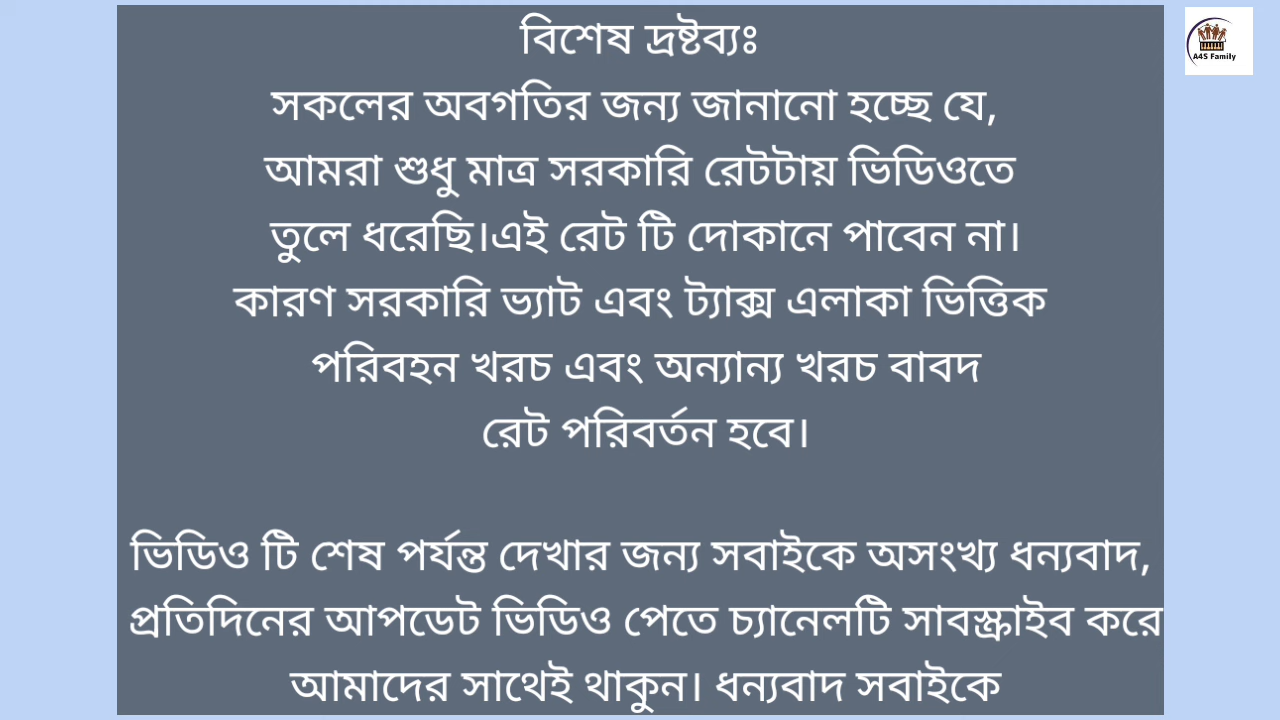 বিশেষ দ্রষ্টব্যঃ
সকলের অবগতির জন্য জানানো হচ্ছে যে,
আমরা শুধু মাত্র সরকারি রেটটায় ভিডিওতে
তুলে ধরেছি।এই রেট টি দোকানে পাবেন না।
কারণ সরকারি ভ্যাট এবং ট্যাক্স এলাকা ভিত্তিক
পরিবহন খরচ এবং অন্যান্য খরচ বাবদ
রেট পরিবর্তন হবে।
ভিডিও টি শেষ পর্যন্ত দেখার জন্য সবাইকে অসংখ্য ধন্যবাদ,
প্রতিদিনের আপডেট ভিডিও পেতে চ্যানেলটি সাবস্ক্রাইব করে
আমাদের সাথেই থাকুন। ধন্যবাদ সবাইকে
A4S Family